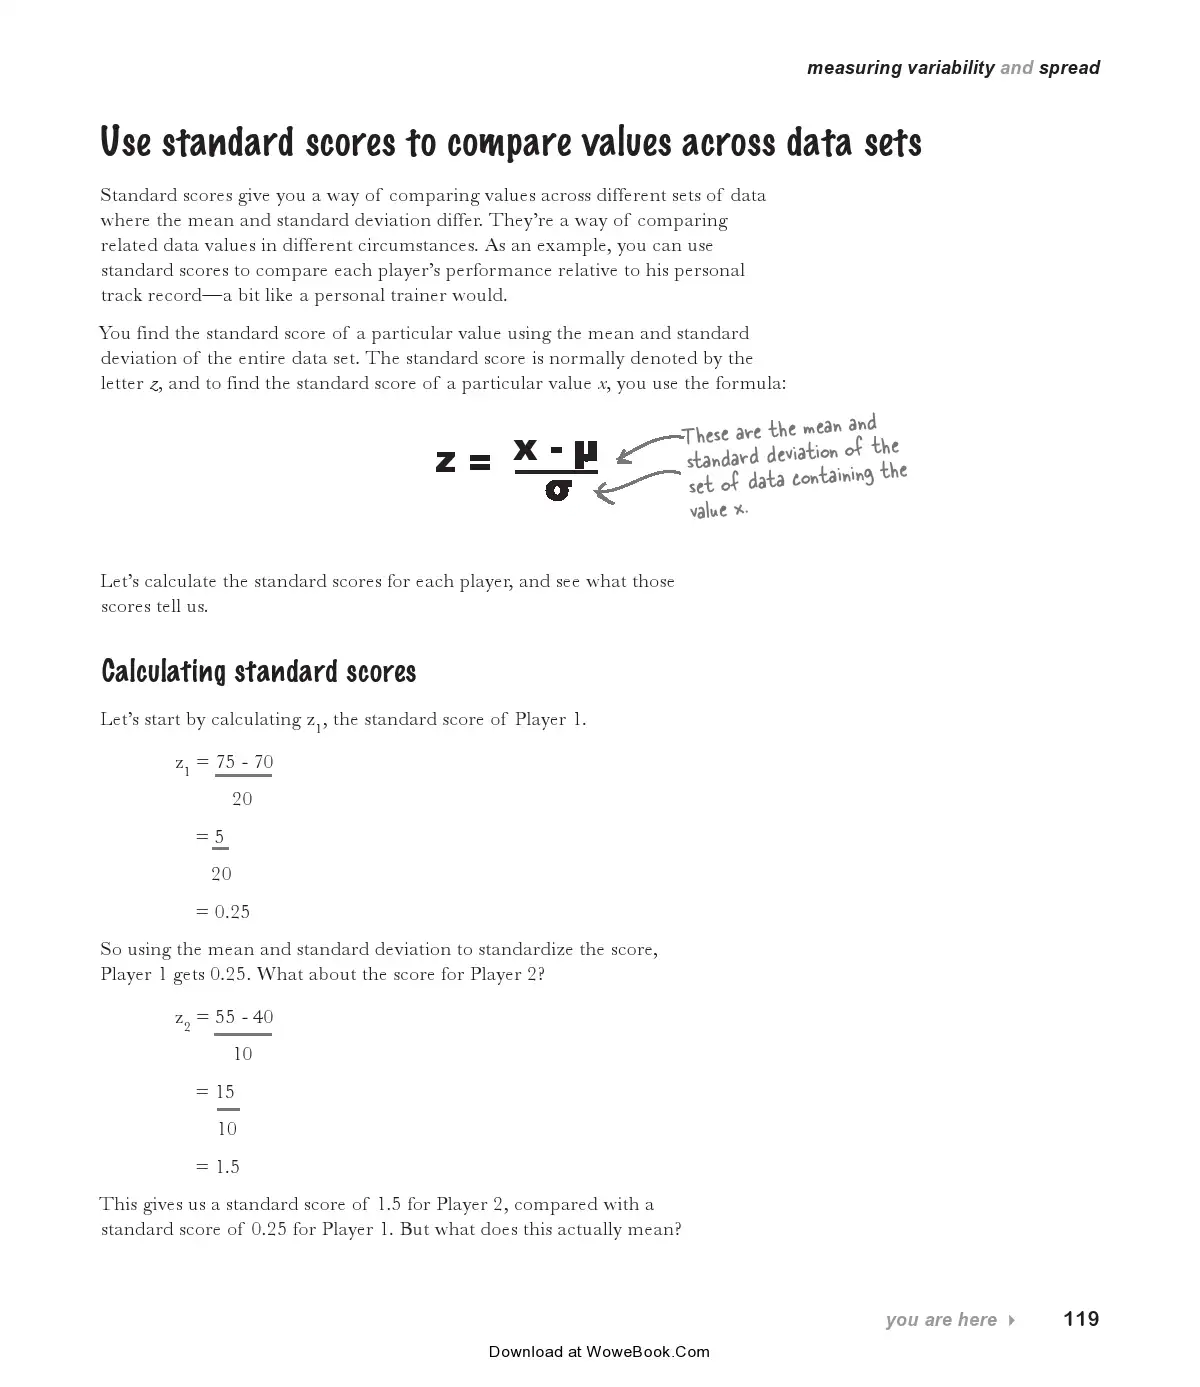 measuring variability and spread
Use standard scores to compare values across data sets
Standard scores give you a way of comparing values across different sets of data
where the mean and standard deviation differ. They’re a way of comparing
related data values in different circumstances. As an example, you can use
standard scores to compare each player’s performance relative to his personal
track record—a bit like a personal trainer would.
You find the standard score of a particular value using the mean and standard
deviation of the entire data set. The standard score is normally denoted by the
letter z, and to find the standard score of a particular value x, you use the formula:
z = x - μ
σ
These are the mean and
standard deviation of the
set of data containing the
value x.
Let’s calculate the standard scores for each player, and see what those
scores tell us.
Calculating standard scores
Let’s start by calculating z1, the standard score of Player 1.
z1 = 75 - 70
20
= 5
20
= 0.25
So using the mean and standard deviation to standardize the score,
Player 1 gets 0.25. What about the score for Player 2?
z2 = 55 - 40
10
= 15
10
= 1.5
This gives us a standard score of 1.5 for Player 2, compared with a
standard score of 0.25 for Player 1. But what does this actually mean?
you are here ▸ 119
Download at WoweBook.Com